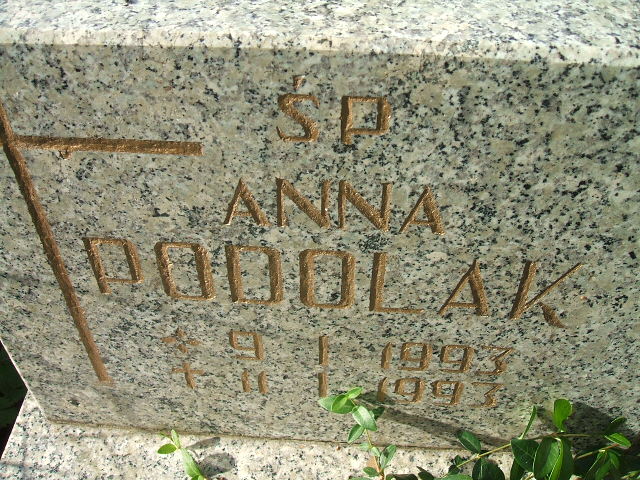 ŚP
ANNA
PODOLAK
* 9 I 1993
+ 11 I 1993